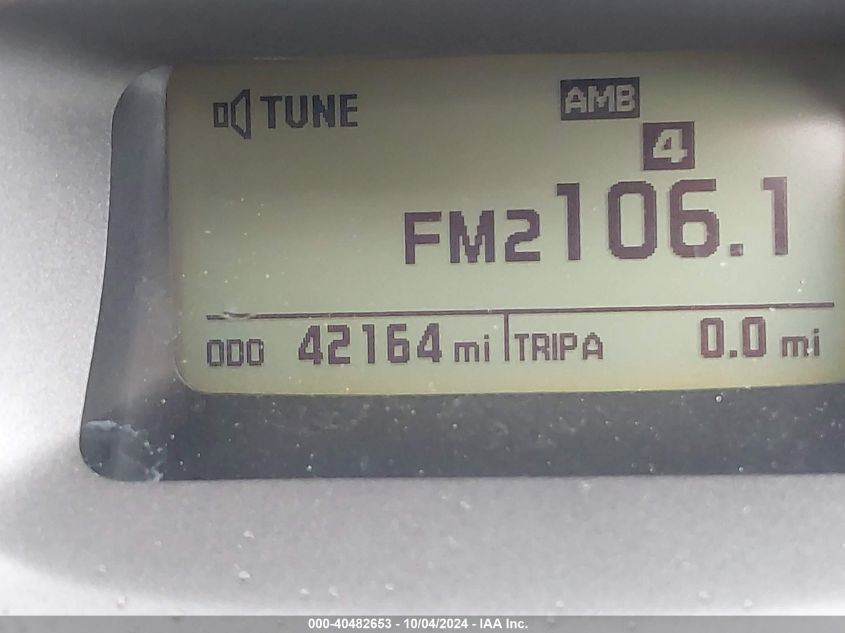 TUNE
AMB
4
FM2 106.1
ODO 42164 mi TRIP A 0.0 mi
000-40482653 - 10/04/2024 - IAA Inc.